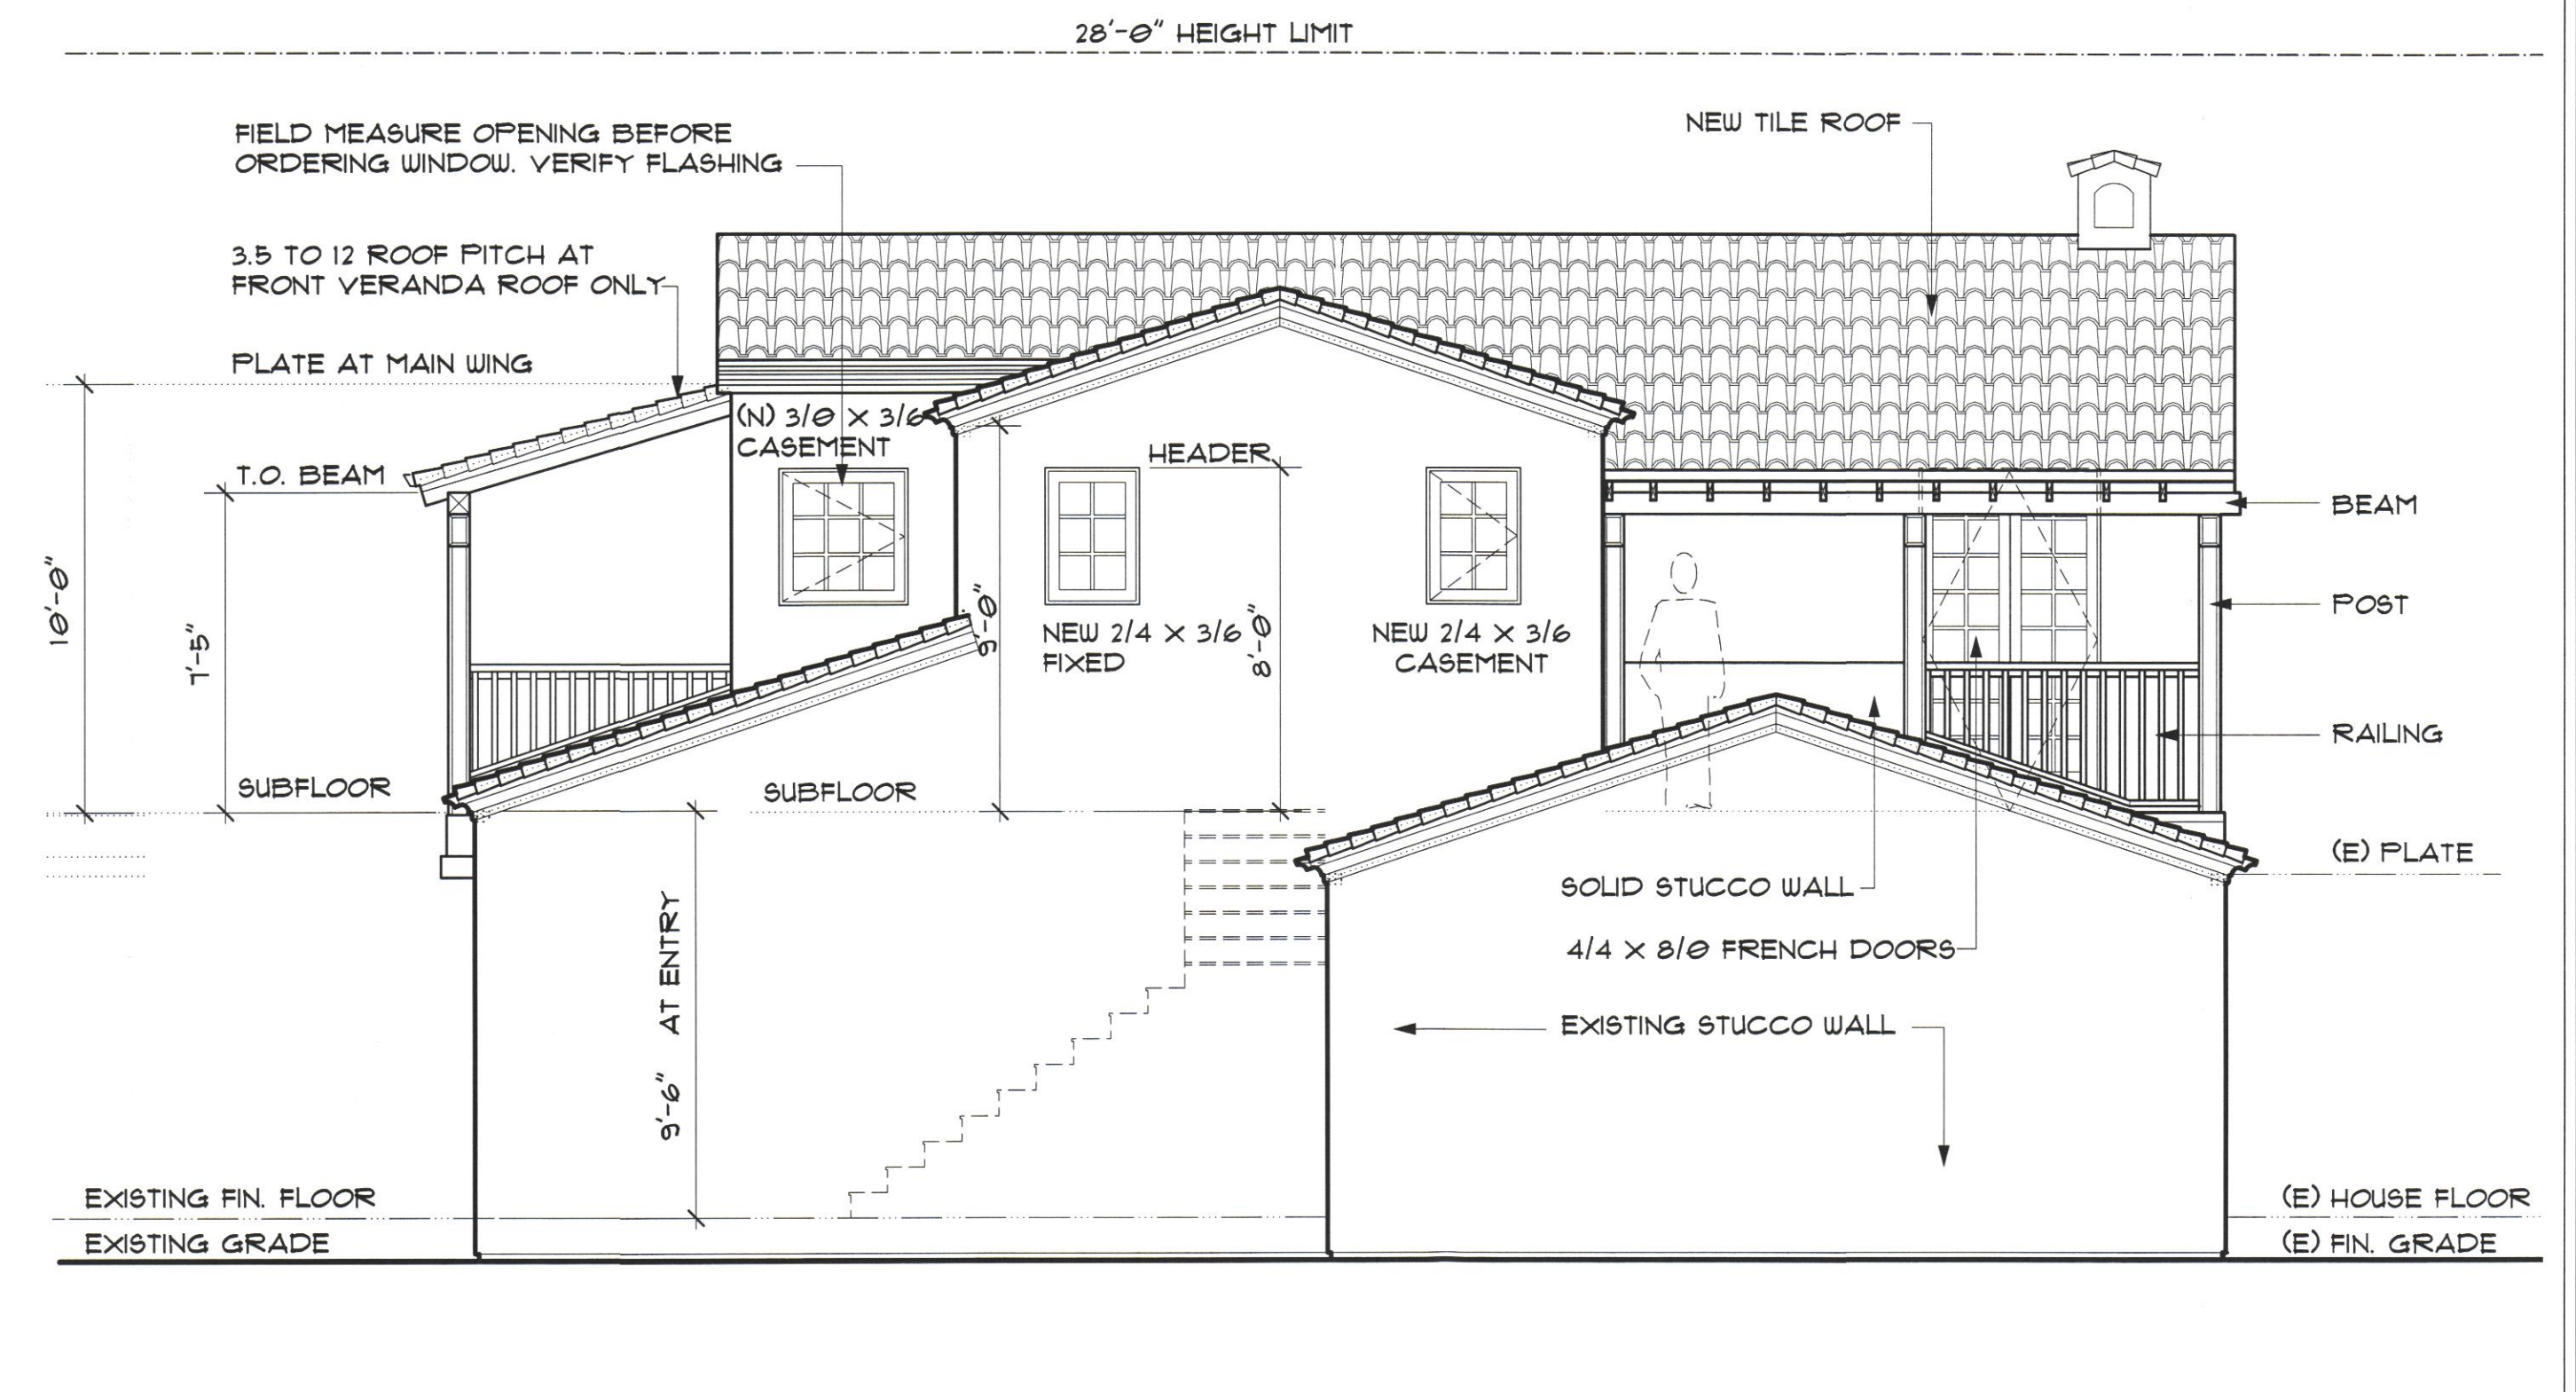 28'-0" HEIGHT LIMIT
FIELD MEASURE OPENING BEFORE
ORDERING WINDOW. VERIFY FLASHING
NEW TILE ROOF
3.5 TO 12 ROOF PITCH AT
FRONT VERANDA ROOF ONLY
PLATE AT MAIN WING
(N) 3/0 X 3/6
CASEMENT
HEADER
T.O. BEAM
BEAM
10'-0"
7'-5"
9'-0"
8'-0"
NEW 2/4 X 3/6
FIXED
NEW 2/4 X 3/6
CASEMENT
POST
RAILING
SUBFLOOR
SUBFLOOR
(E) PLATE
SOLID STUCCO WALL
4/4 X 8/0 FRENCH DOORS
9'-6" AT ENTRY
EXISTING STUCCO WALL
EXISTING FIN. FLOOR
(E) HOUSE FLOOR
EXISTING GRADE
(E) FIN. GRADE